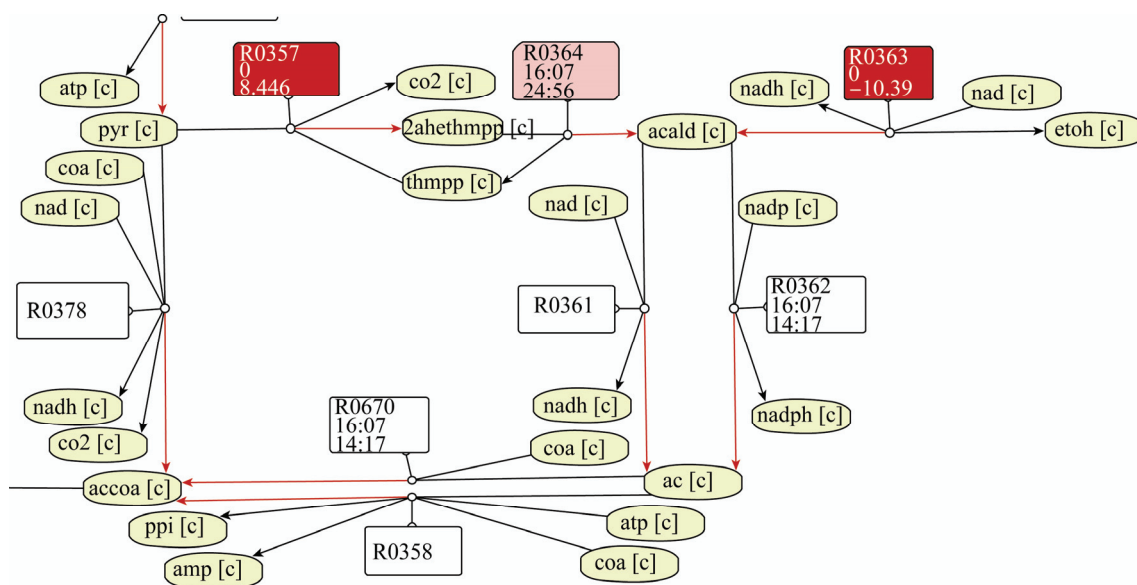 R0357
0
8.446
R0364
16:07
24:56
R0363
0
−10.39
atp [c]
co2 [c]
nadh [c]
nad [c]
pyr [c]
2ahethmpp [c]
acald [c]
etoh [c]
coa [c]
thmpp [c]
nad [c]
nad [c]
nadp [c]
R0378
R0361
R0362
16:07
14:17
nadh [c]
R0670
16:07
14:17
nadh [c]
nadph [c]
co2 [c]
coa [c]
accoa [c]
ac [c]
ppi [c]
atp [c]
R0358
amp [c]
coa [c]